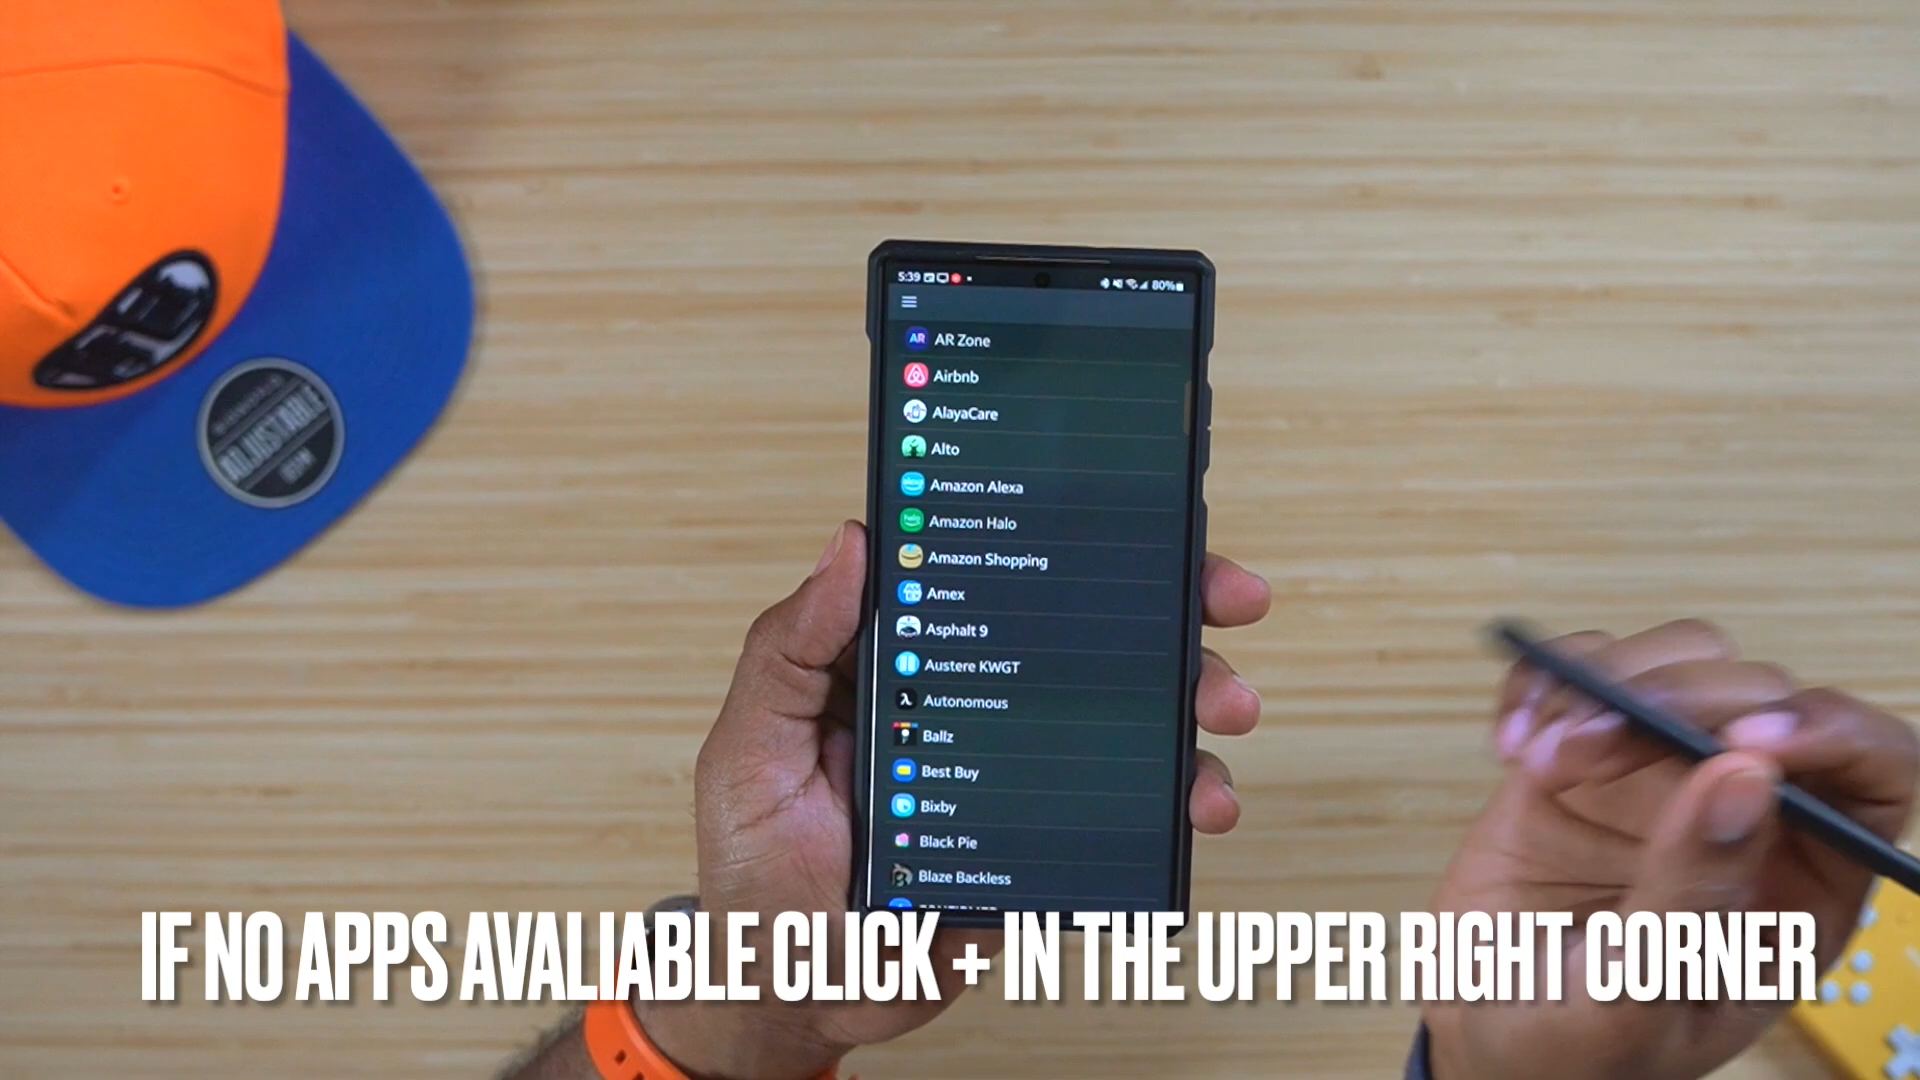 ADJUSTABLE
5:39
80%
AR Zone
Airbnb
AlayaCare
Alto
Amazon Alexa
Amazon Halo
Amazon Shopping
Amex
Asphalt 9
Austere KWGT
Autonomous
Ballz
Best Buy
Bixby
Black Pie
Blaze Backless
IF NO APPS AVALIABLE CLICK + IN THE UPPER RIGHT CORNER